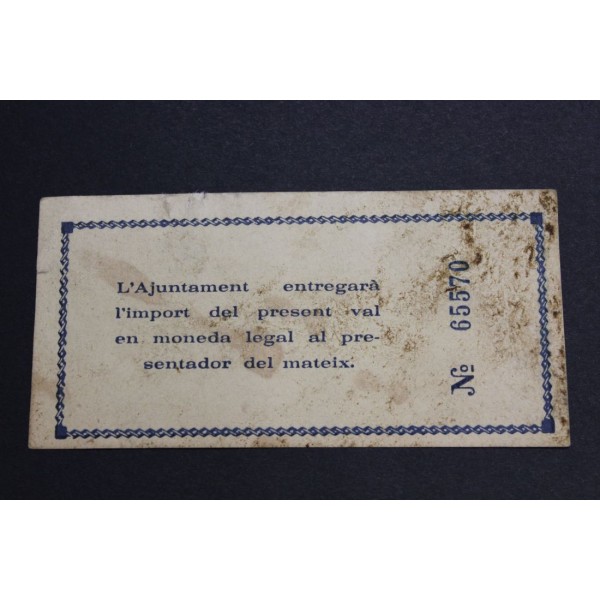 L'Ajuntament entregarà
l'import del present val
en moneda legal al pre-
sentador del mateix.
Nº 65570